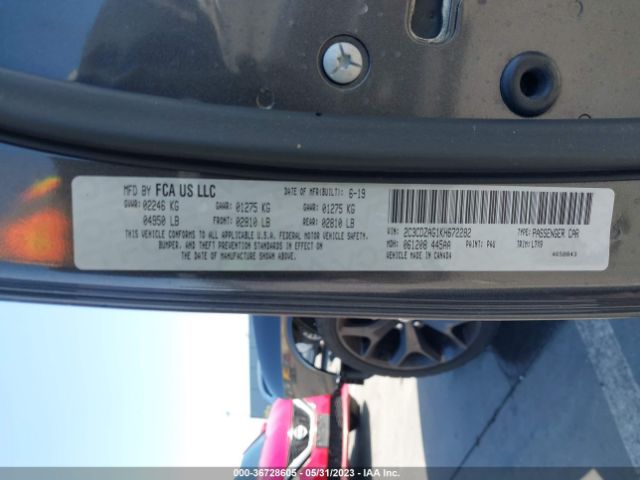 MFD BY FCA US LLC DATE OF MFR(BUILT): 6-19
GVWR: 02246 KG GAWR: 01275 KG GAWR: 01275 KG
04950 LB FRONT: 02810 LB REAR: 02810 LB
THIS VEHICLE CONFORMS TO ALL APPLICABLE U.S.A. FEDERAL MOTOR VEHICLE SAFETY,
BUMPER, AND THEFT PREVENTION STANDARDS IN EFFECT ON THE
DATE OF MANUFACTURE SHOWN ABOVE.
VIN: 2C3CDZAG1KH672282 TYPE: PASSENGER CAR
MDH: 061208 445AA PAINT: PAU TRIM: L7X9
VEHICLE MADE IN CANADA 4658843
000-36728605 - 05/31/2023 - IAA Inc.